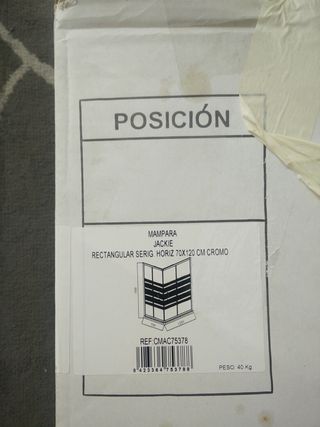 POSICIÓN
MAMPARA
JACKIE
RECTANGULAR SERIG. HORIZ 70X120 CM CROMO
REF:CMAC75378
PESO: 40 Kg